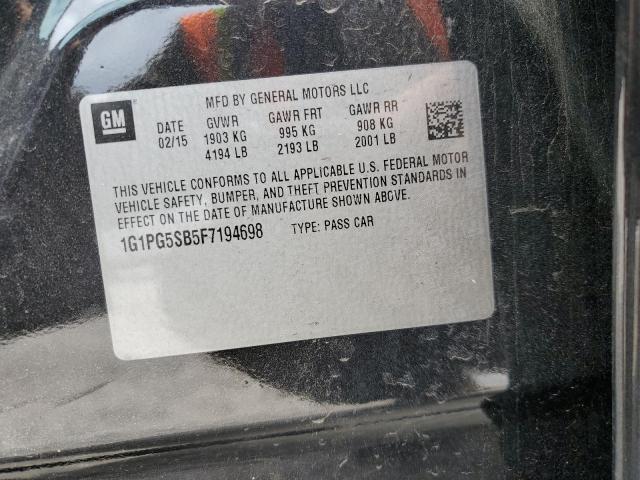 GM
MFD BY GENERAL MOTORS LLC
DATE GVWR GAWR FRT GAWR RR
02/15 1903 KG 995 KG 908 KG
4194 LB 2193 LB 2001 LB
THIS VEHICLE CONFORMS TO ALL APPLICABLE U.S. FEDERAL MOTOR
VEHICLE SAFETY, BUMPER, AND THEFT PREVENTION STANDARDS IN
EFFECT ON THE DATE OF MANUFACTURE SHOWN ABOVE.
1G1PG5SB5F7194698 TYPE: PASS CAR